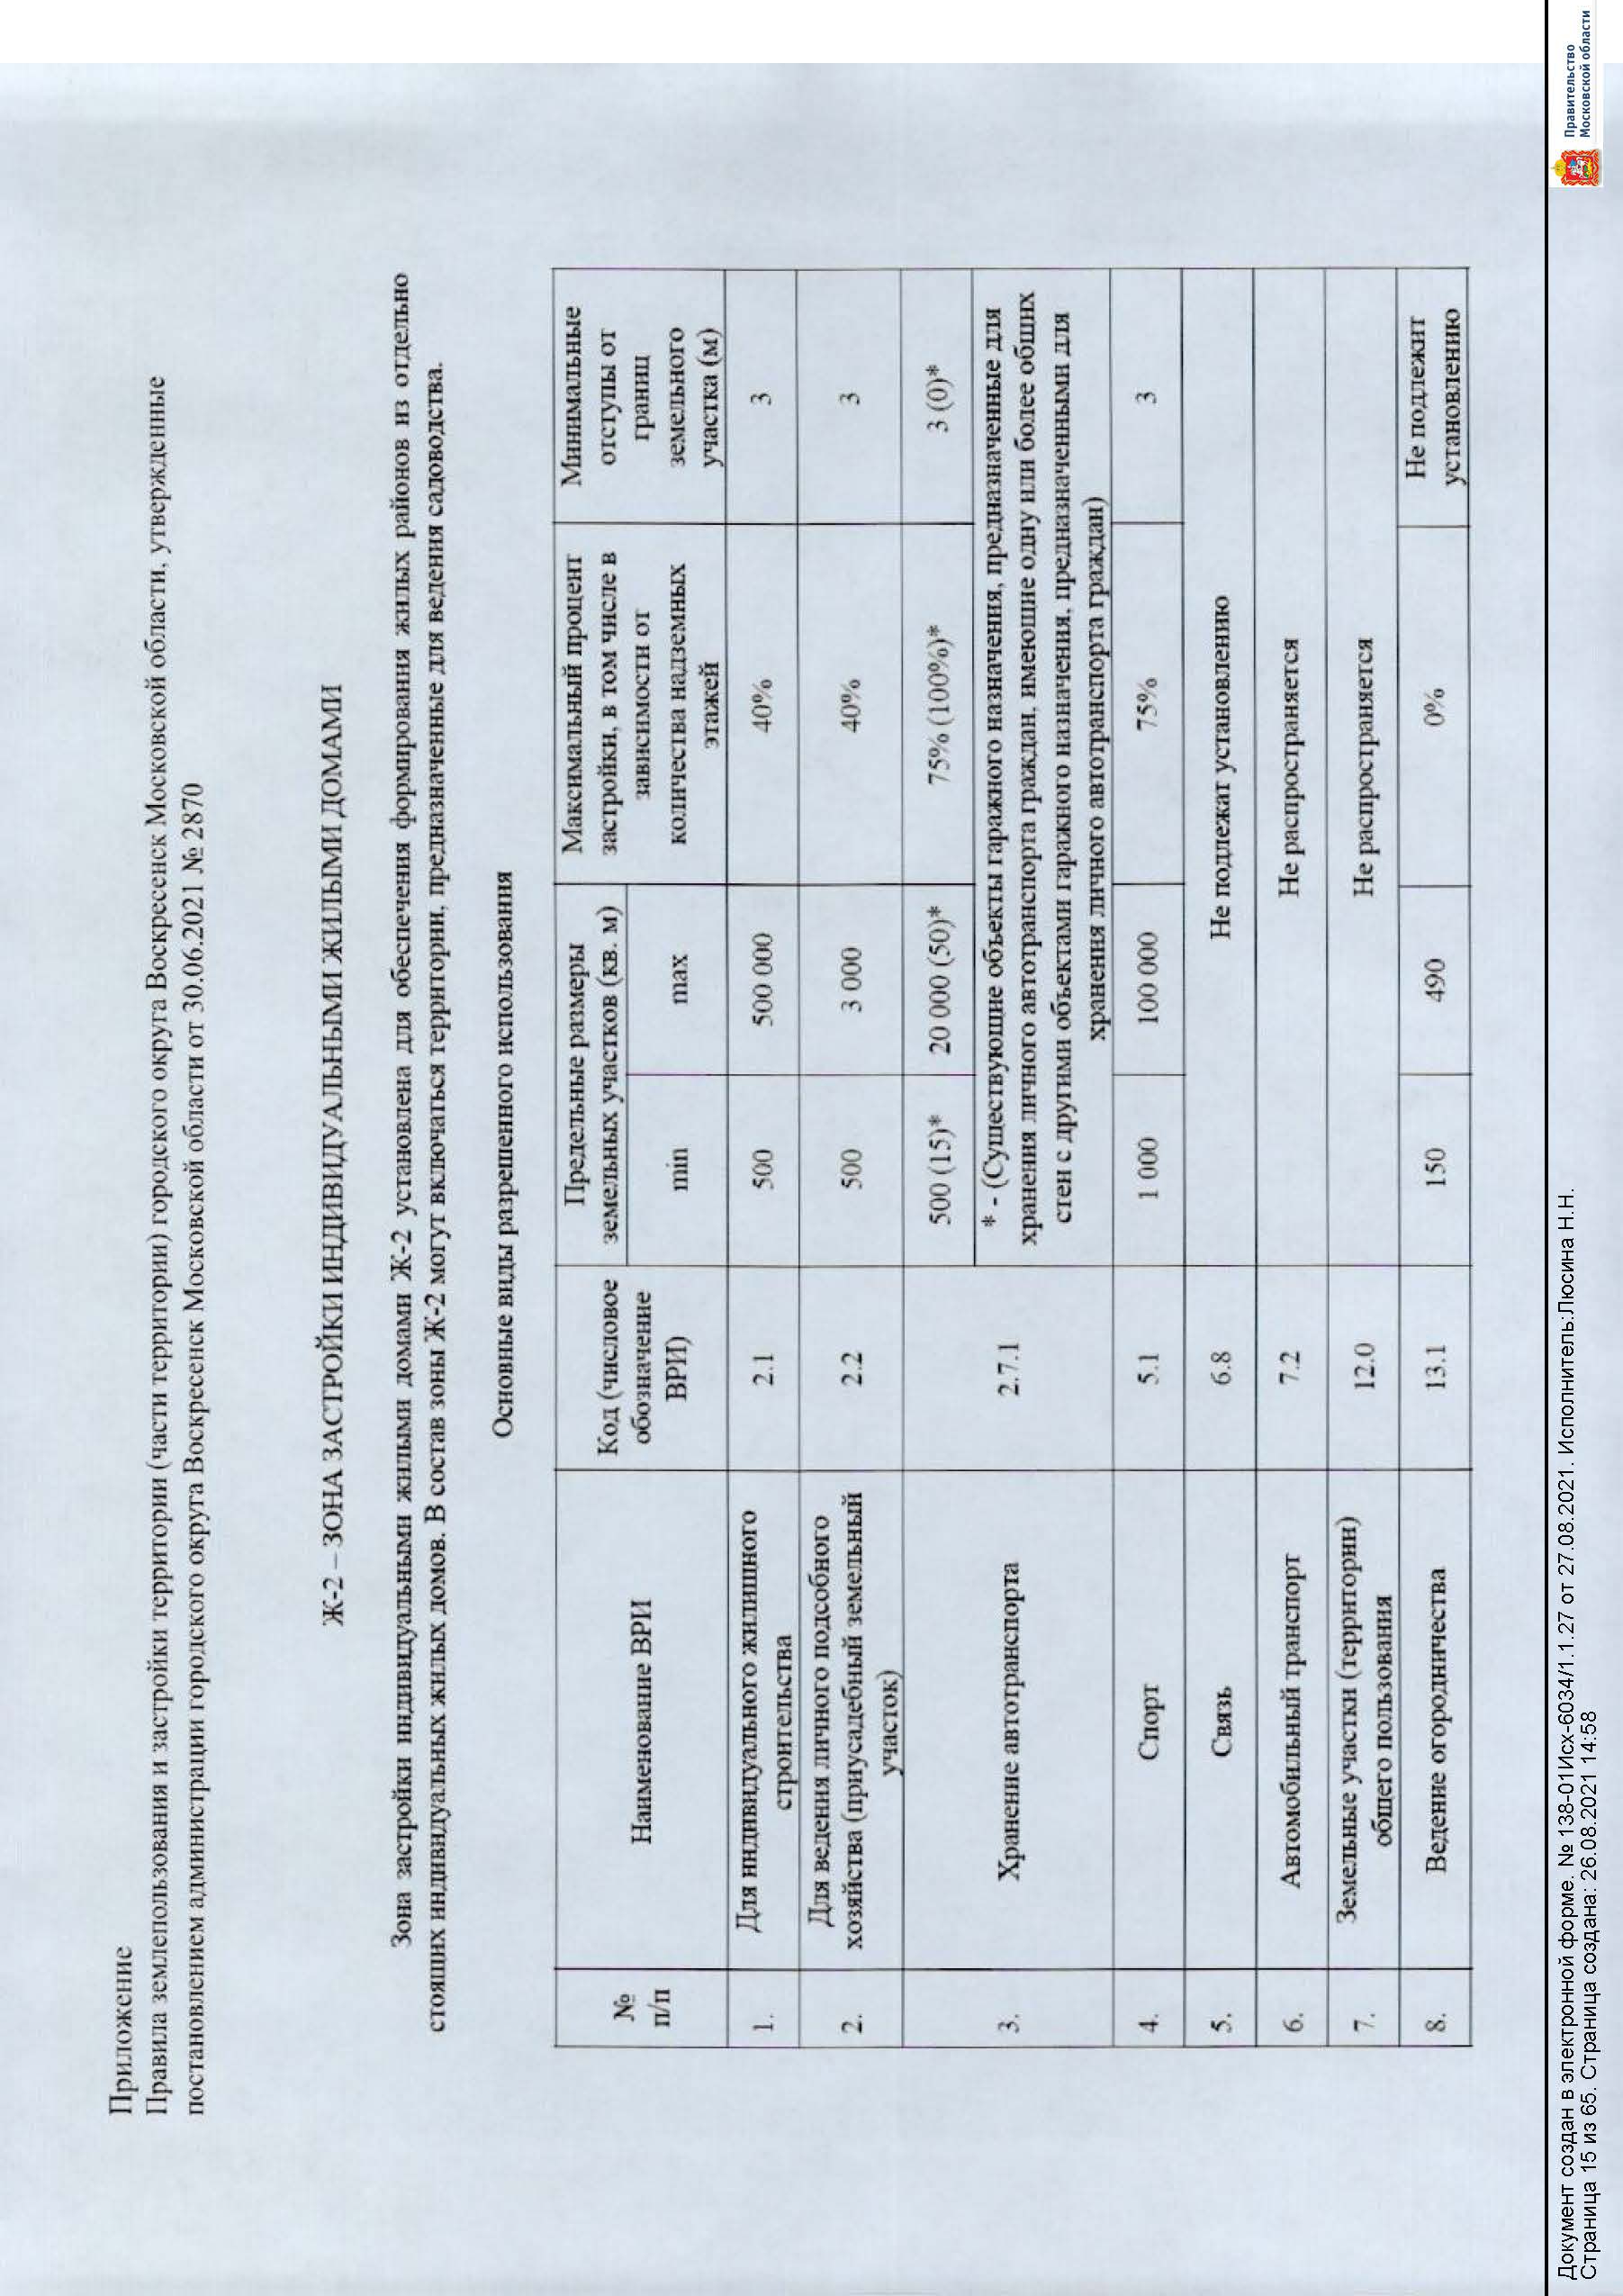 Приложение
Правила землепользования и застройки территории (части территории) городского округа Воскресенск Московской области, утвержденные
постановлением администрации городского округа Воскресенск Московской области от 30.06.2021 № 2870
Ж-2 – ЗОНА ЗАСТРОЙКИ ИНДИВИДУАЛЬНЫМИ ЖИЛЫМИ ДОМАМИ
Зона застройки индивидуальными жилыми домами Ж-2 установлена для обеспечения формирования жилых районов из отдельно
стоящих индивидуальных жилых домов. В состав зоны Ж-2 могут включаться территории, предназначенные для ведения садоводства.
Основные виды разрешенного использования
№
п/п
Наименование ВРИ
Код (числовое
обозначение
ВРИ)
Предельные размеры
земельных участков (кв. м)
min
max
Максимальный процент
застройки, в том числе в
зависимости от
количества надземных
этажей
Минимальные
отступы от
границ
земельного
участка (м)
1.
Для индивидуального жилищного
строительства
2.1
500
500 000
40%
3
2.
Для ведения личного подсобного
хозяйства (приусадебный земельный
участок)
2.2
500
3 000
40%
3
3.
Хранение автотранспорта
2.7.1
500 (15)*
20 000 (50)*
75% (100%)*
3 (0)*
* - (Существующие объекты гаражного назначения, предназначенные для
хранения личного автотранспорта граждан, имеющие одну или более общих
стен с другими объектами гаражного назначения, предназначенными для
хранения личного автотранспорта граждан)
4.
Спорт
5.1
1 000
100 000
75%
3
5.
Связь
6.8
Не подлежат установлению
6.
Автомобильный транспорт
7.2
Не распространяется
7.
Земельные участки (территории)
общего пользования
12.0
Не распространяется
8.
Ведение огородничества
13.1
150
490
0%
Не подлежит
установлению
Документ создан в электронной форме. № 138-01Исх-6034/1.1.27 от 27.08.2021. Исполнитель:Люсина Н.Н.
Страница 15 из 65. Страница создана: 26.08.2021 14:58
Правительство
Московской области